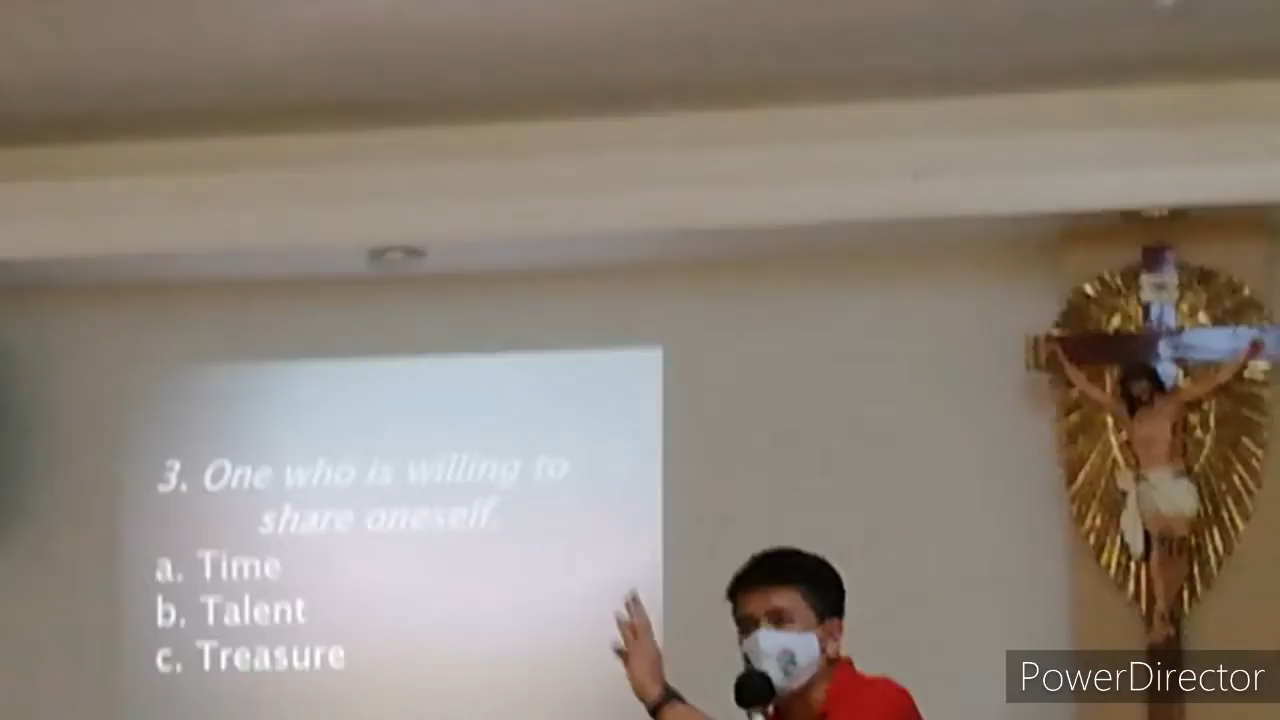 3. One who is willing to
share oneself.
a. Time
b. Talent
c. Treasure
PowerDirector